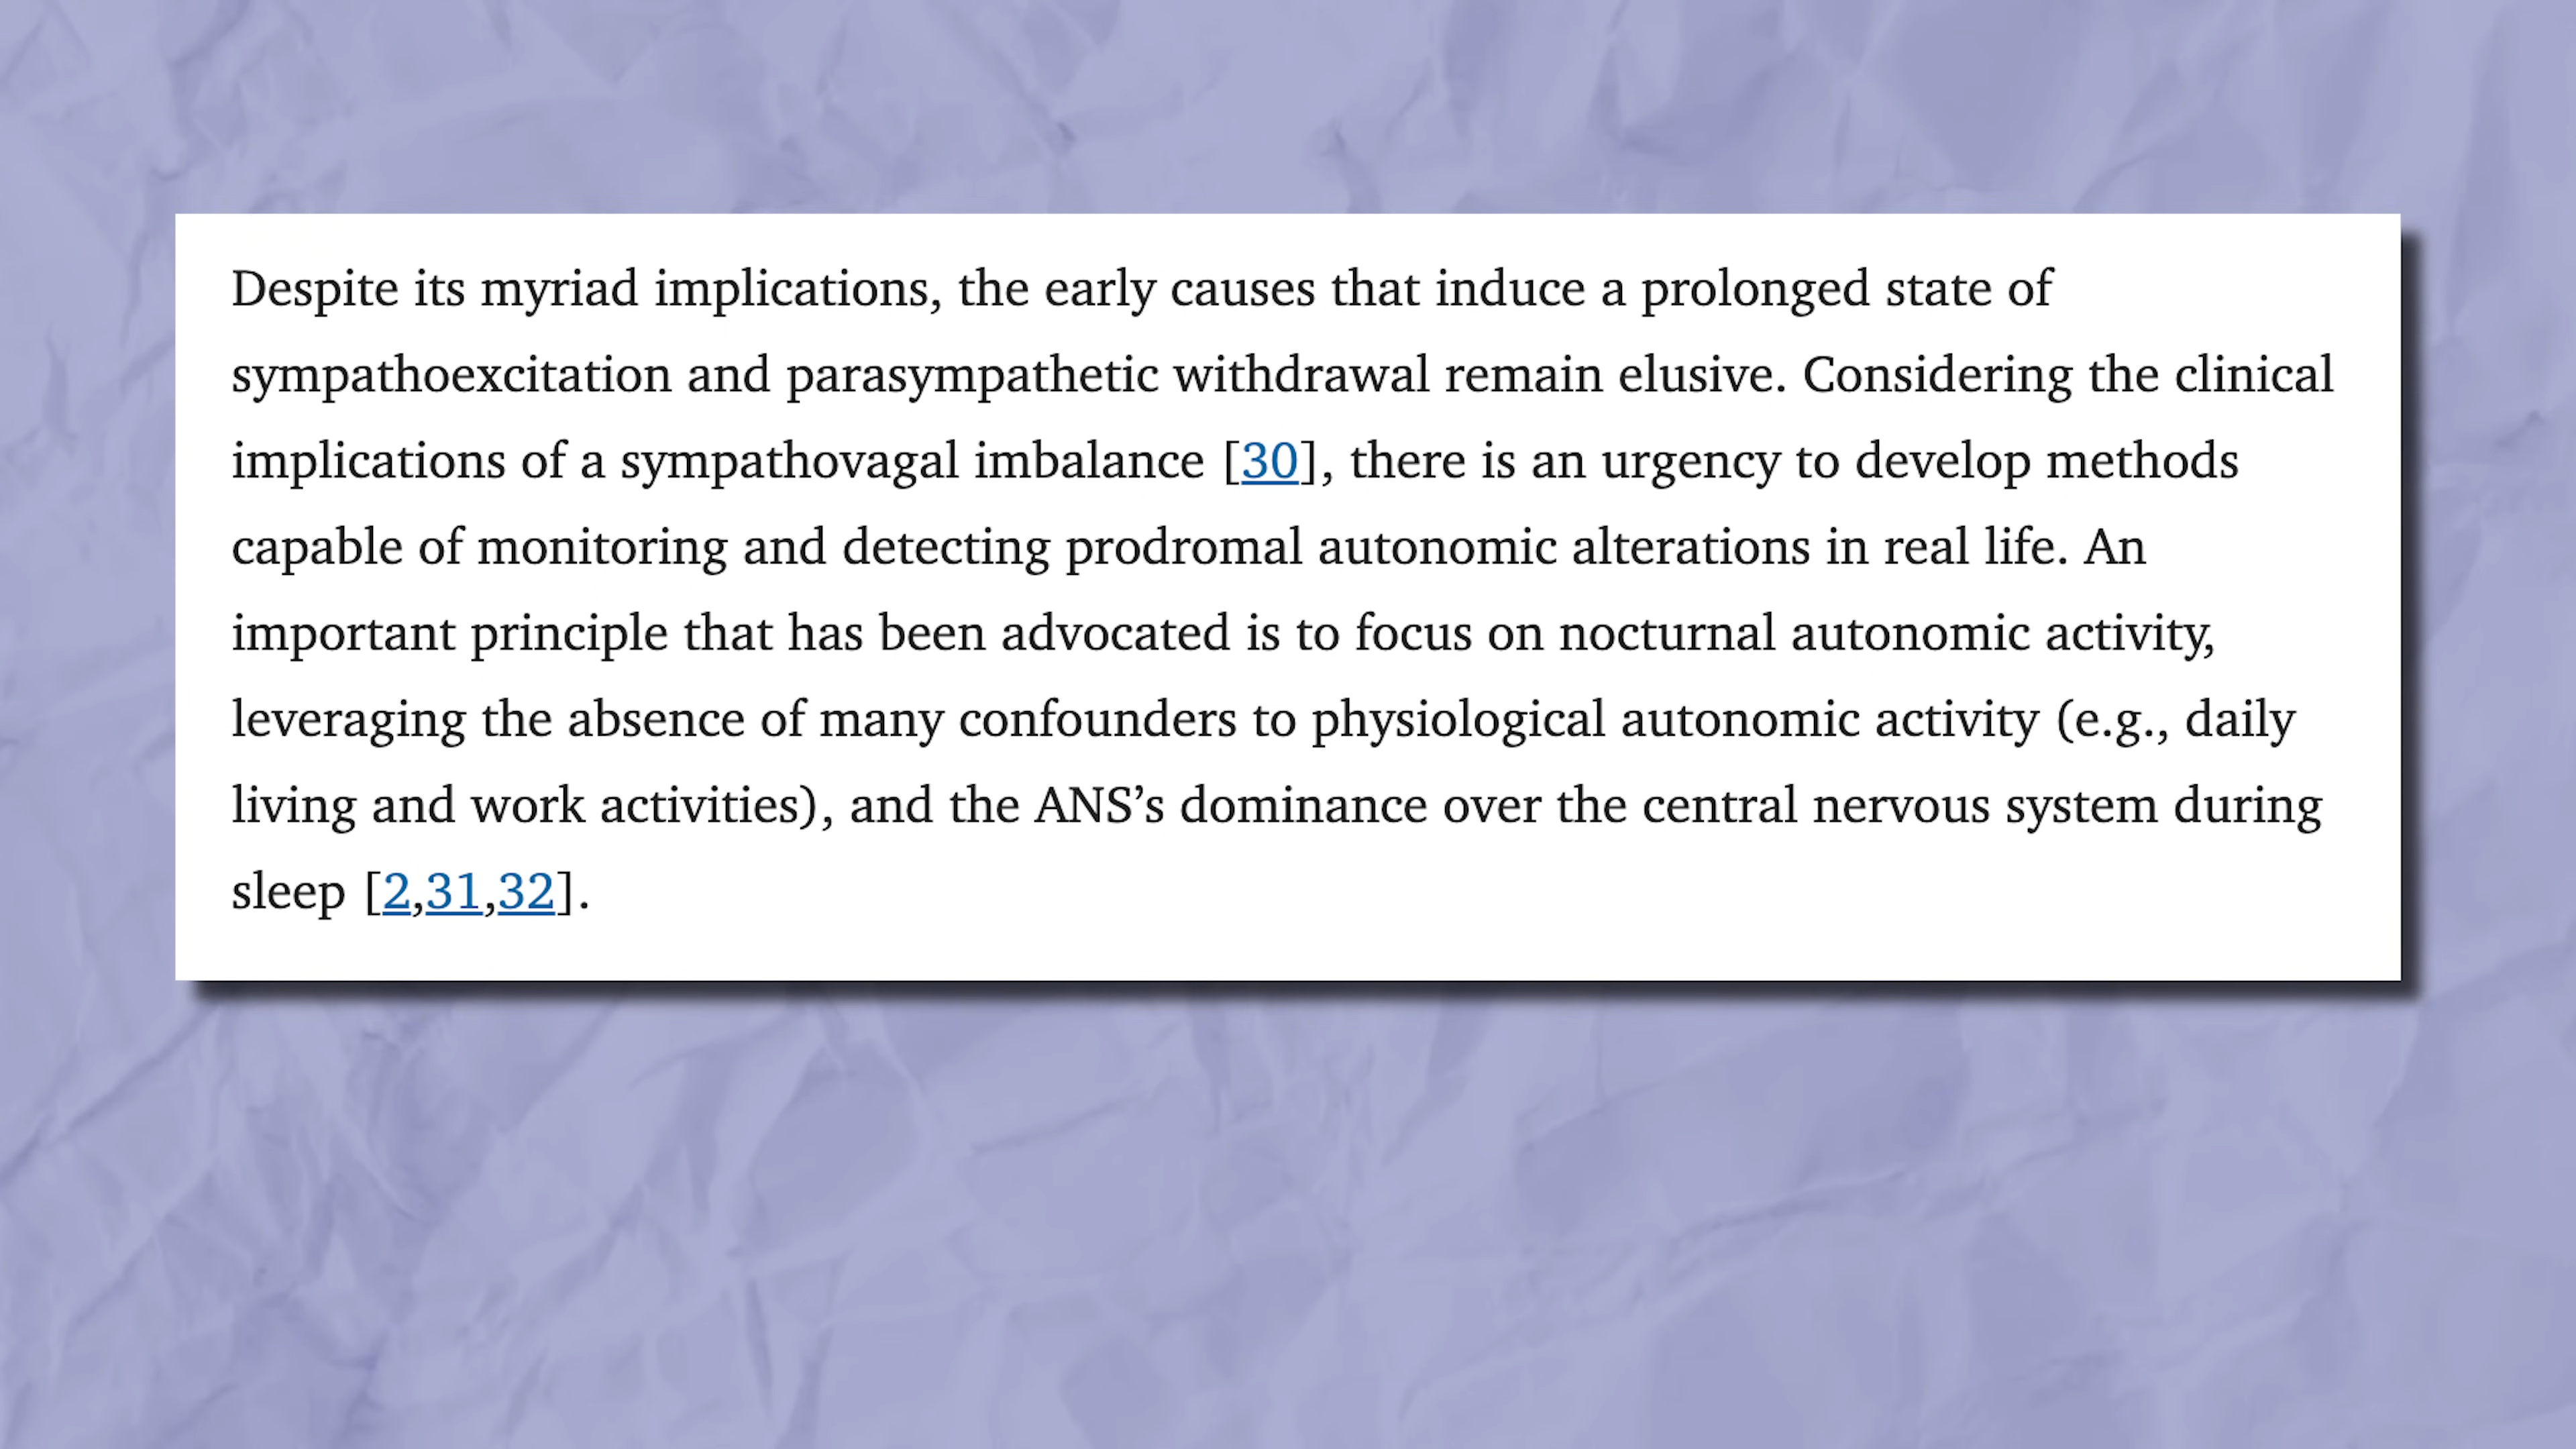 Despite its myriad implications, the early causes that induce a prolonged state of
sympathoexcitation and parasympathetic withdrawal remain elusive. Considering the clinical
implications of a sympathovagal imbalance [30], there is an urgency to develop methods
capable of monitoring and detecting prodromal autonomic alterations in real life. An
important principle that has been advocated is to focus on nocturnal autonomic activity,
leveraging the absence of many confounders to physiological autonomic activity (e.g., daily
living and work activities), and the ANS’s dominance over the central nervous system during
sleep [2,31,32].